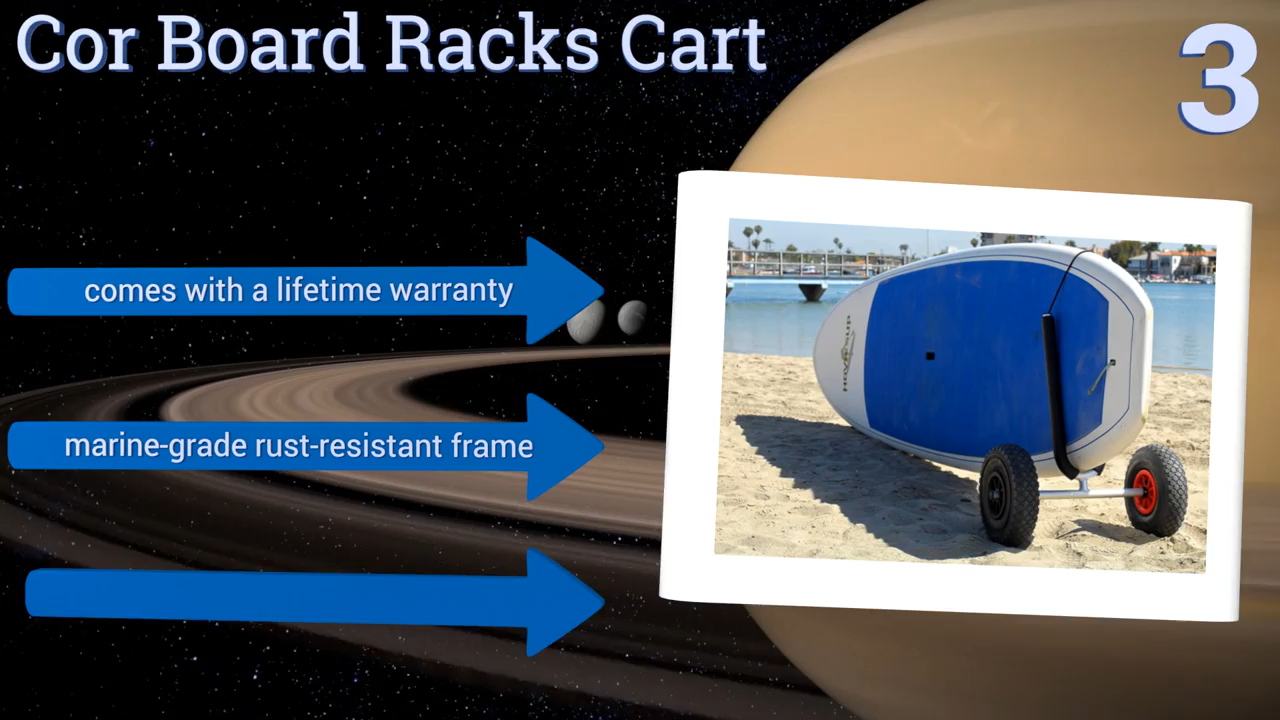 Cor Board Racks Cart
3
comes with a lifetime warranty
marine-grade rust-resistant frame